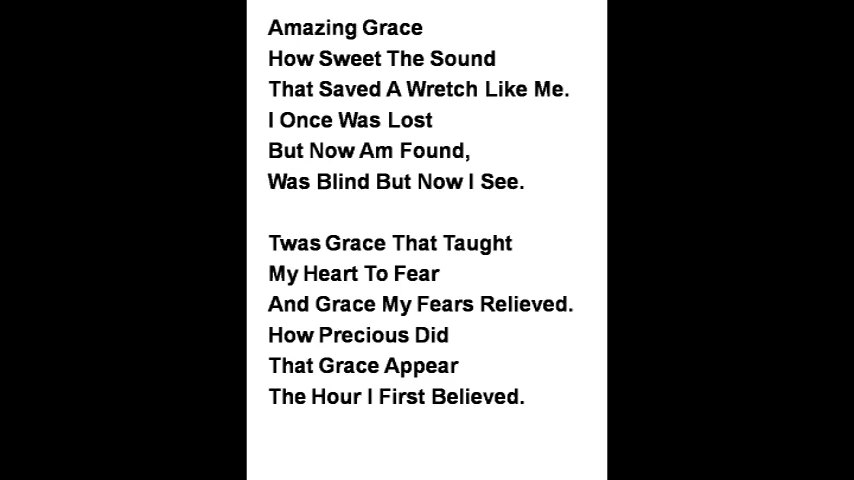 Amazing Grace
How Sweet The Sound
That Saved A Wretch Like Me.
I Once Was Lost
But Now Am Found,
Was Blind But Now I See.
Twas Grace That Taught
My Heart To Fear
And Grace My Fears Relieved.
How Precious Did
That Grace Appear
The Hour I First Believed.